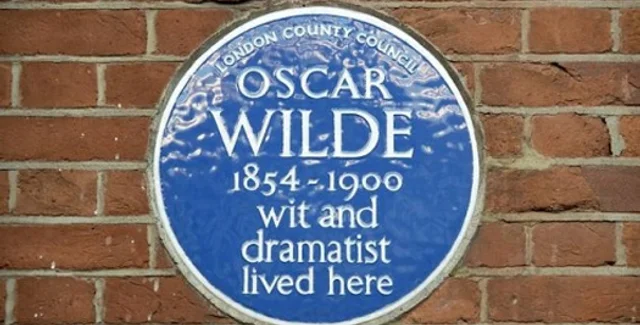 LONDON COUNTY COUNCIL
OSCAR
WILDE
1854-1900
wit and
dramatist
lived here